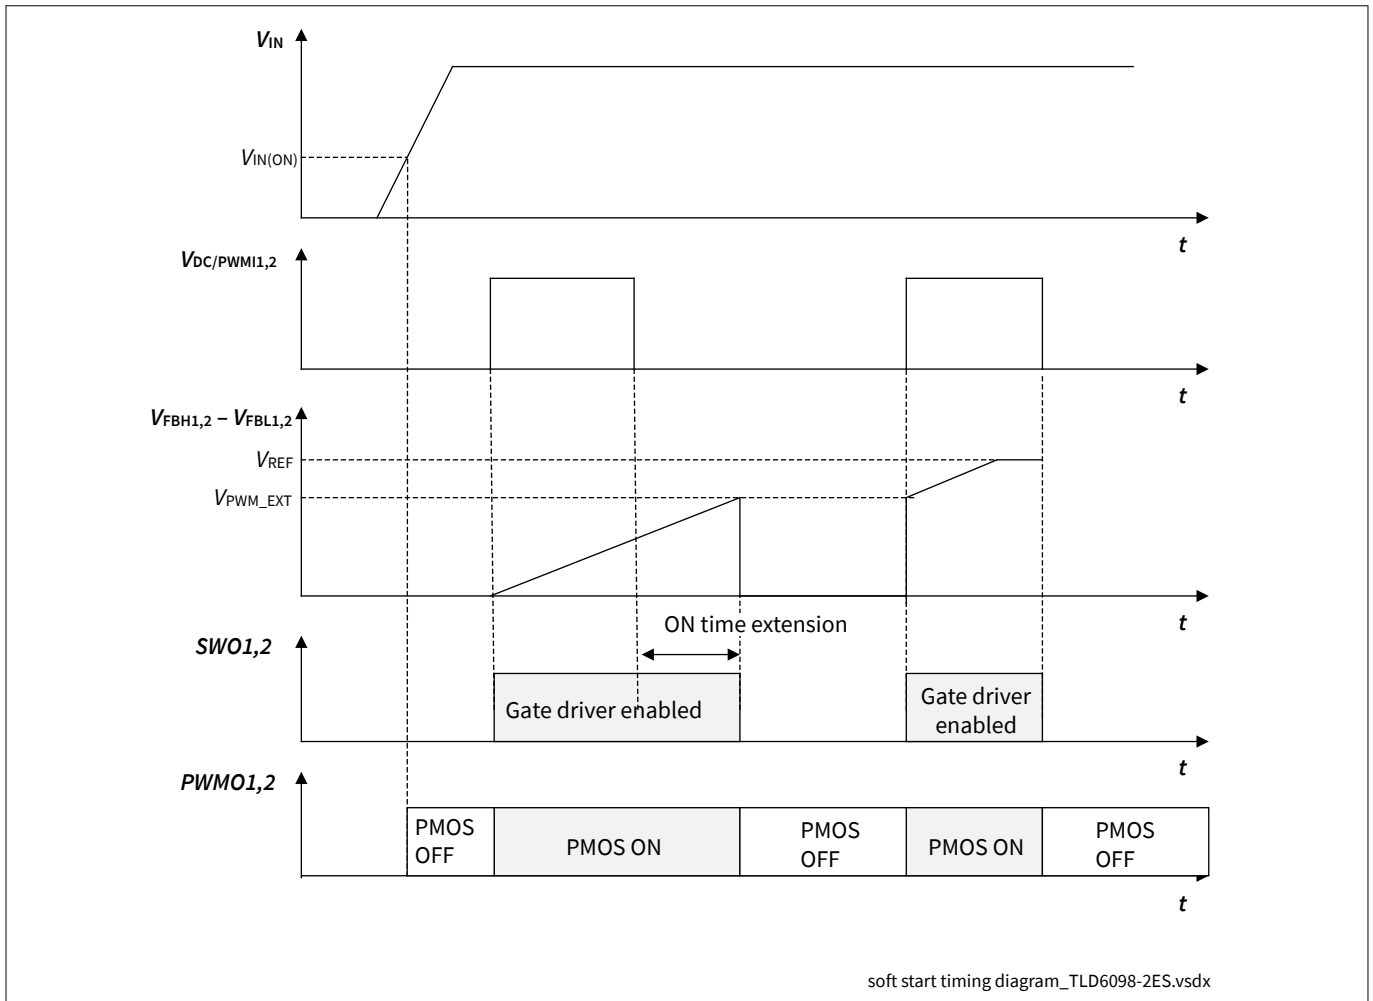 VIN
VIN(ON)
t
VDC/PWMI1,2
t
VFBH1,2 – VFBL1,2
VREF
VPWM_EXT
t
ON time extension
SWO1,2
Gate driver enabled
Gate driver
enabled
t
PWMO1,2
PMOS
OFF
PMOS ON
PMOS
OFF
PMOS ON
PMOS
OFF
t
soft start timing diagram_TLD6098-2ES.vsdx